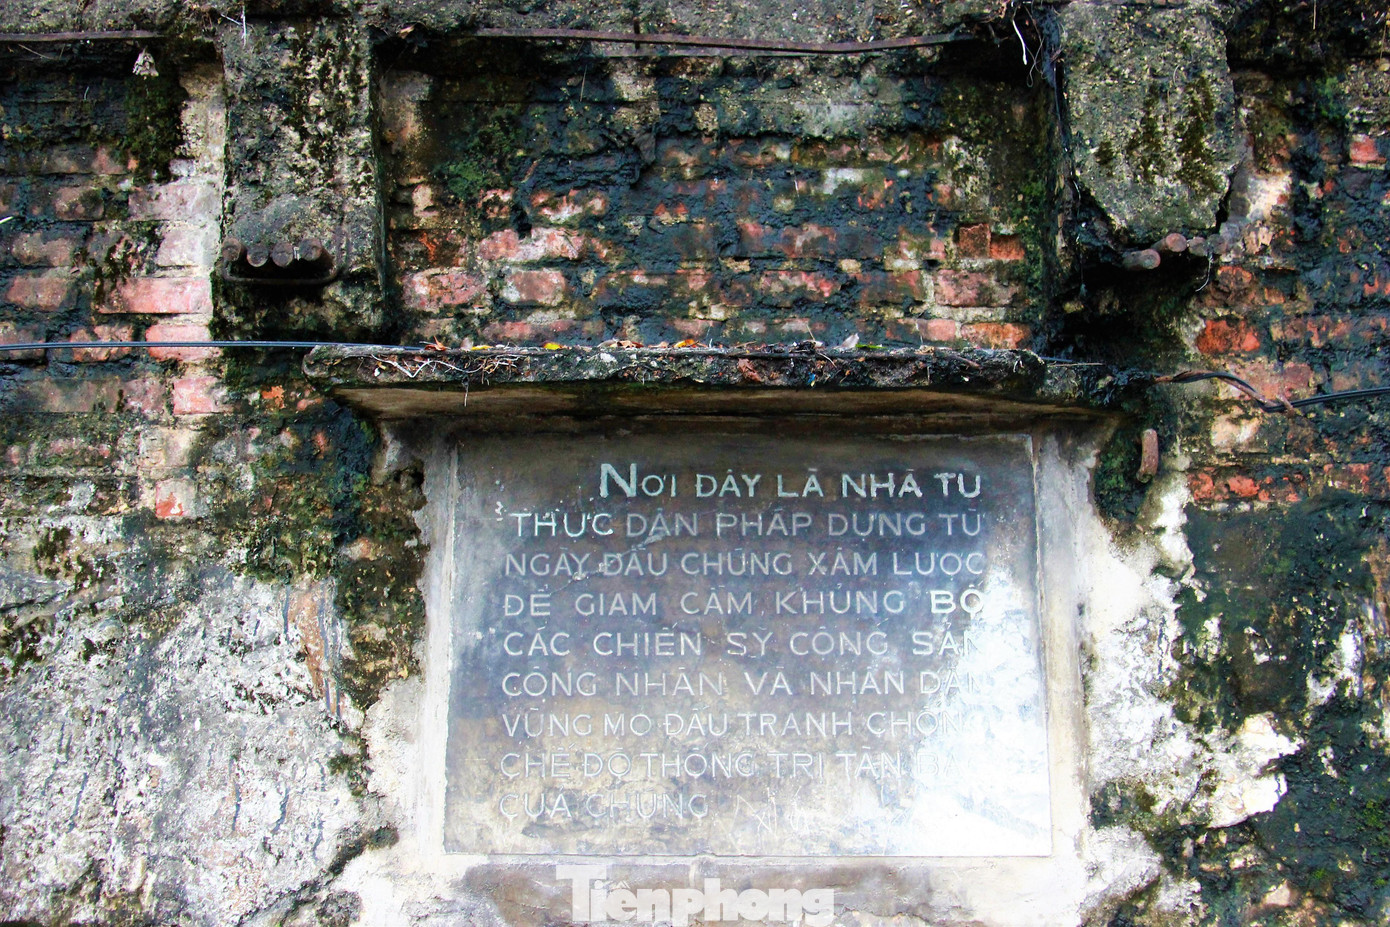 NƠI ĐÂY LÀ NHÀ TÙ
THỰC DÂN PHÁP DỰNG TỪ
NGÀY ĐẦU CHÚNG XÂM LƯỢC
ĐỂ GIAM CẦM KHỦNG BỐ
CÁC CHIẾN SỸ CỘNG SẢN
CÔNG NHÂN VÀ NHÂN DÂN
VÙNG MỎ ĐẤU TRANH CHỐNG
CHẾ ĐỘ THỐNG TRỊ TÀN BẠO
CỦA CHÚNG
Tiênphong